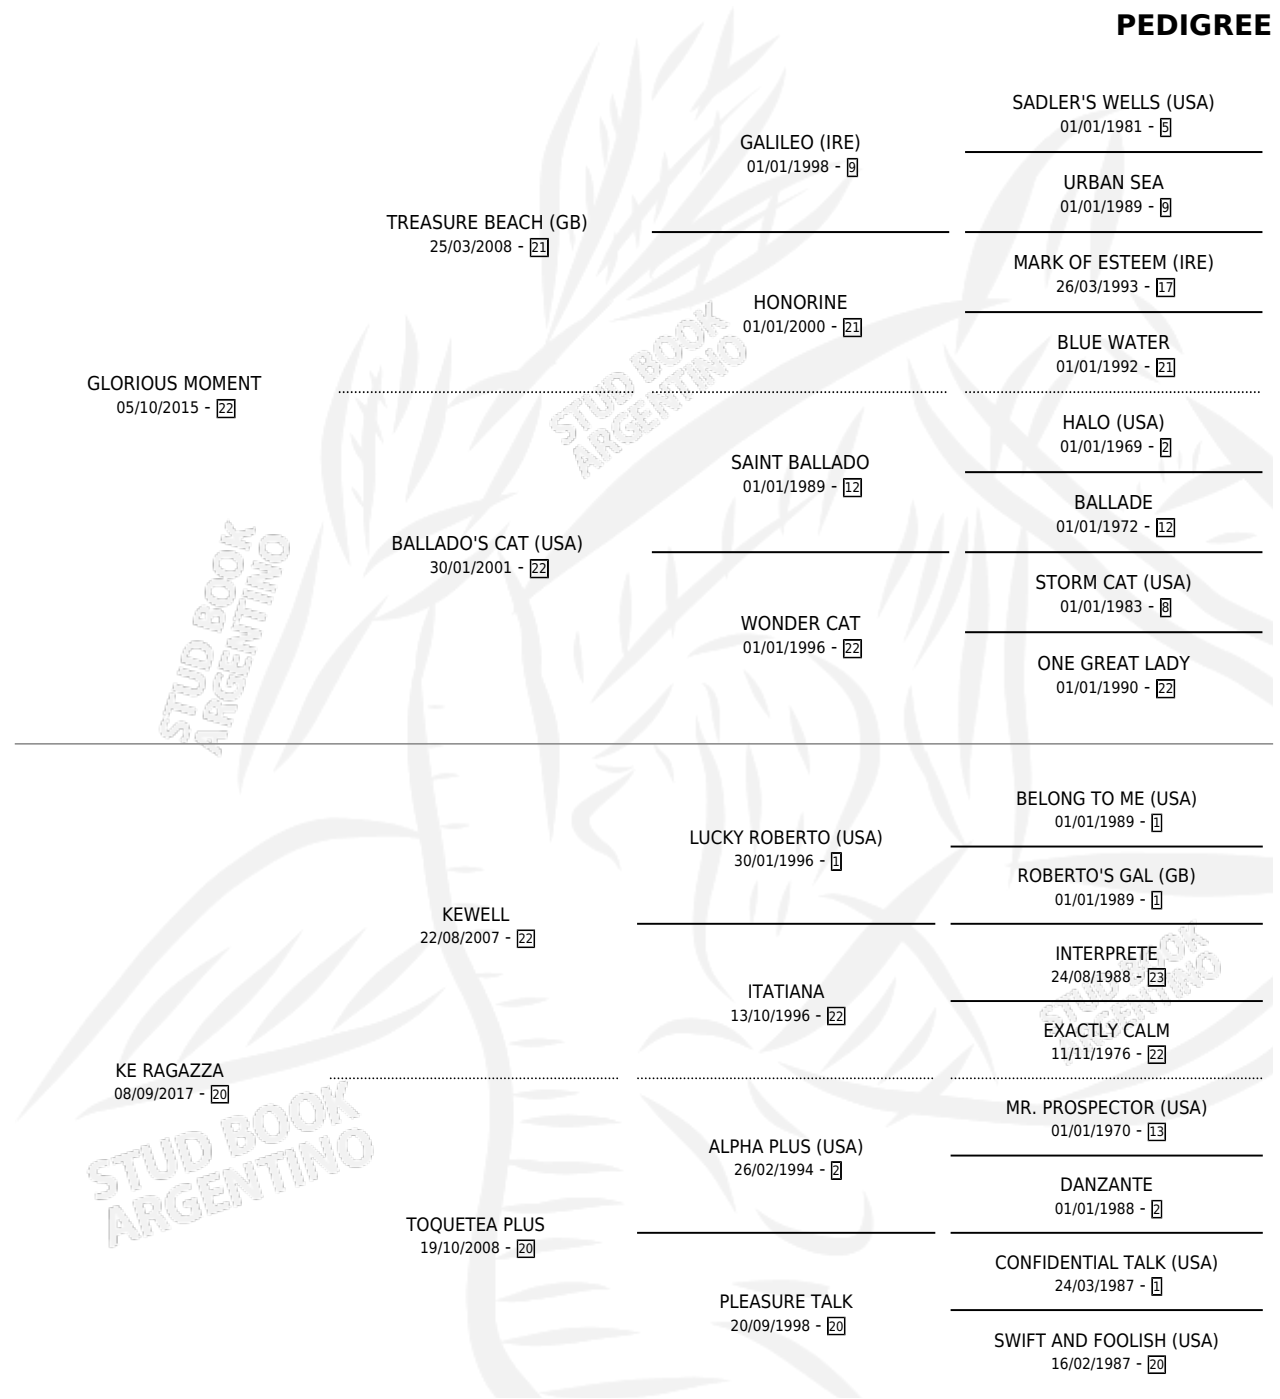 PEDIGREE
SADLER'S WELLS (USA)
01/01/1981 - 5
GALILEO (IRE)
01/01/1998 - 9
URBAN SEA
01/01/1989 - 9
TREASURE BEACH (GB)
25/03/2008 - 21
MARK OF ESTEEM (IRE)
26/03/1993 - 17
HONORINE
01/01/2000 - 21
BLUE WATER
01/01/1992 - 21
GLORIOUS MOMENT
05/10/2015 - 22
STUD BOOK
ARGENTINO
HALO (USA)
01/01/1969 - 2
SAINT BALLADO
01/01/1989 - 12
BALLADE
01/01/1972 - 12
BALLADO'S CAT (USA)
30/01/2001 - 22
STORM CAT (USA)
01/01/1983 - 8
WONDER CAT
01/01/1996 - 22
ONE GREAT LADY
01/01/1990 - 22
STUD BOOK
ARGENTINO
BELONG TO ME (USA)
01/01/1989 - 1
LUCKY ROBERTO (USA)
30/01/1996 - 1
ROBERTO'S GAL (GB)
01/01/1989 - 1
KEWELL
22/08/2007 - 22
INTERPRETE
24/08/1988 - 23
ITATIANA
13/10/1996 - 22
STUD BOOK
ARGENTINO
EXACTLY CALM
11/11/1976 - 22
KE RAGAZZA
08/09/2017 - 20
MR. PROSPECTOR (USA)
01/01/1970 - 13
ALPHA PLUS (USA)
26/02/1994 - 2
DANZANTE
01/01/1988 - 2
STUD BOOK
ARGENTINO
TOQUETEA PLUS
19/10/2008 - 20
CONFIDENTIAL TALK (USA)
24/03/1987 - 1
PLEASURE TALK
20/09/1998 - 20
SWIFT AND FOOLISH (USA)
16/02/1987 - 20